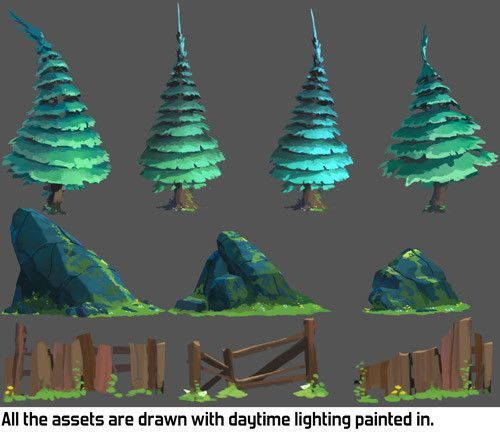 All the assets are drawn with daytime lighting painted in.